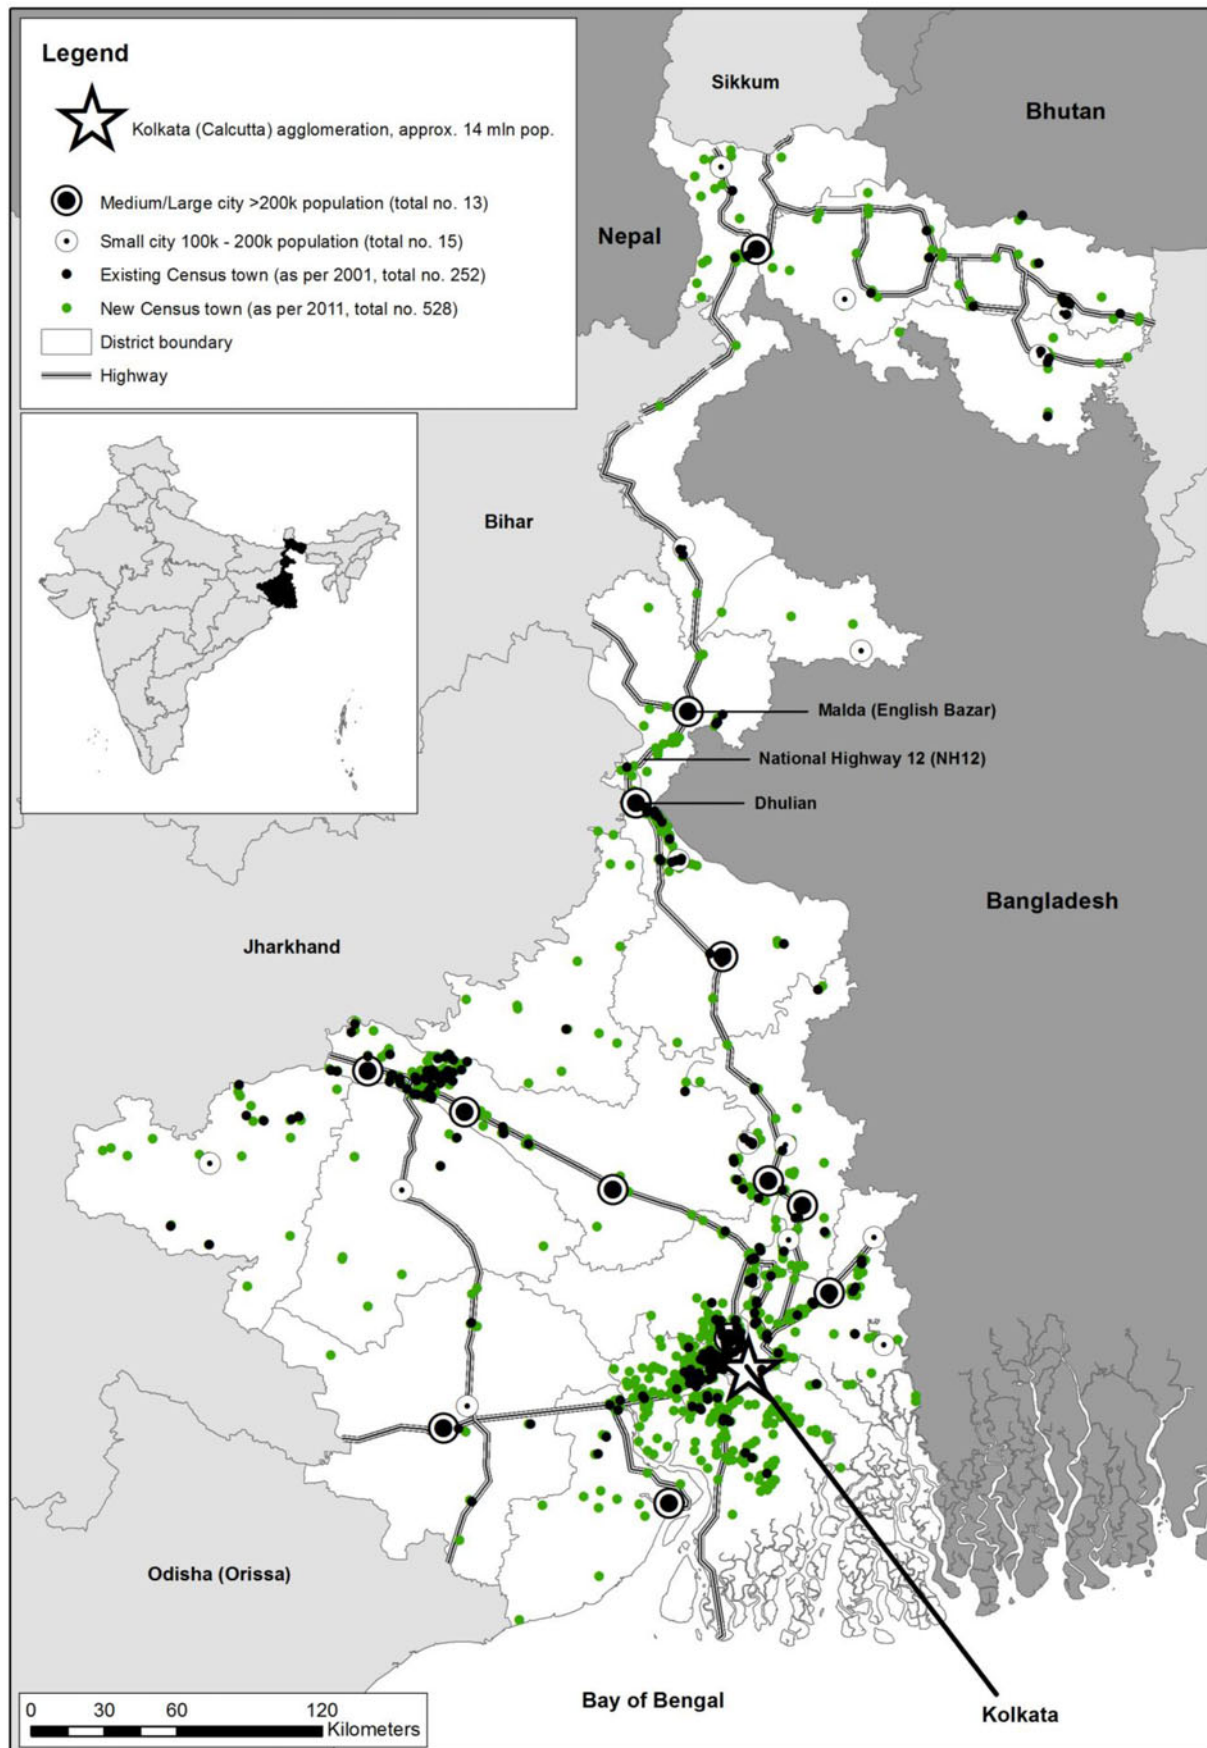 Legend
Kolkata (Calcutta) agglomeration, approx. 14 mln pop.
Medium/Large city >200k population (total no. 13)
Small city 100k - 200k population (total no. 15)
Existing Census town (as per 2001, total no. 252)
New Census town (as per 2011, total no. 528)
District boundary
Highway
Sikkum
Bhutan
Nepal
Bihar
Malda (English Bazar)
National Highway 12 (NH12)
Dhulian
Bangladesh
Jharkhand
Odisha (Orissa)
Bay of Bengal
Kolkata
0 30 60 120
Kilometers